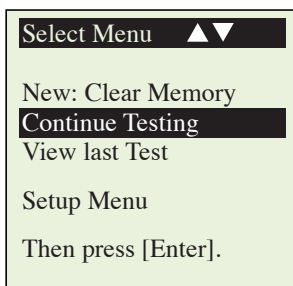 Select Menu ▲▼
New: Clear Memory
Continue Testing
View last Test
Setup Menu
Then press [Enter].